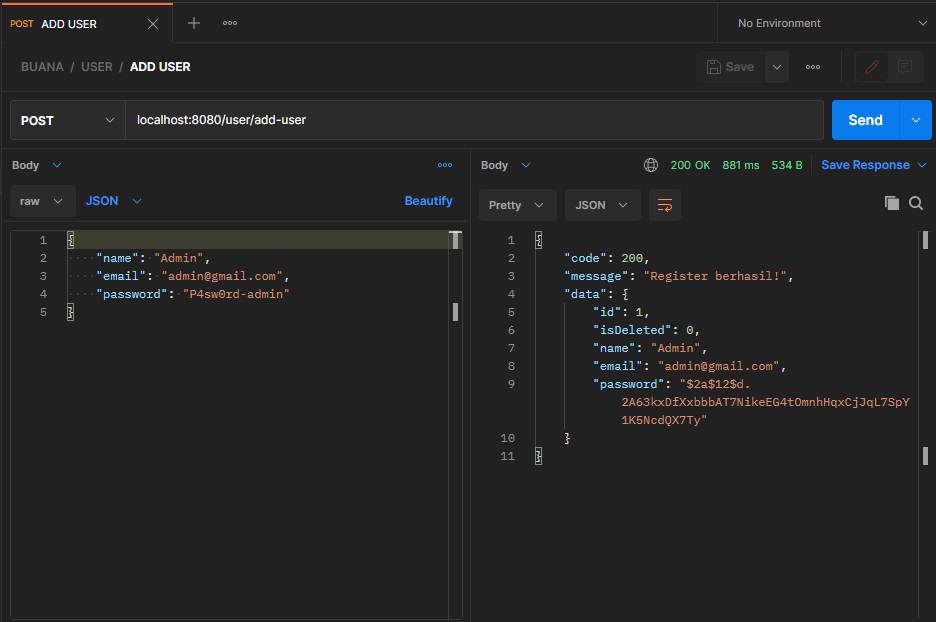 POST ADD USER
No Environment
BUANA / USER / ADD USER
Save
POST
localhost:8080/user/add-user
Send
Body
raw
JSON
Beautify
1 {
2 "name": "Admin",
3 "email": "admin@gmail.com",
4 "password": "P4sw0rd-admin"
5 }
Body
200 OK 881 ms 534 B Save Response
Pretty
JSON
1 {
2 "code": 200,
3 "message": "Register berhasil!",
4 "data": {
5 "id": 1,
6 "isDeleted": 0,
7 "name": "Admin",
8 "email": "admin@gmail.com",
9 "password": "$2a$12$d.
2A63kxDfXxbbbAT7NikeEG4tOmnhHqxCjJqL7SpY
1K5NcdQX7Ty"
10 }
11 }